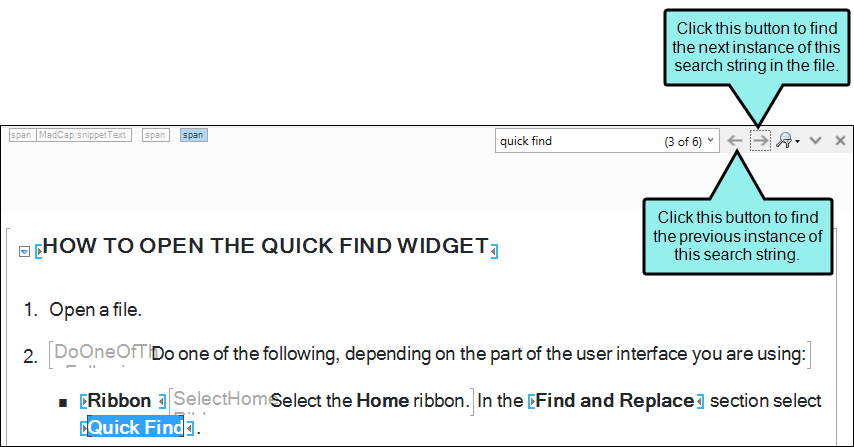 Click this button to find
the next instance of this
search string in the file.
span MadCap:snippetText span span
quick find (3 of 6)
Click this button to find
the previous instance of
this search string.
HOW TO OPEN THE QUICK FIND WIDGET
1. Open a file.
2. DoOneOfTh Do one of the following, depending on the part of the user interface you are using:
Ribbon SelectHome Select the Home ribbon. In the Find and Replace section select
Quick Find .